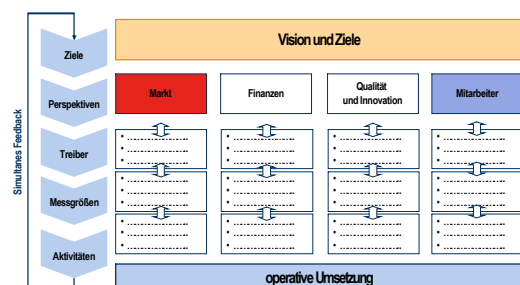 Vision und Ziele
Ziele
Perspektiven
Markt
Finanzen
Qualität
und Innovation
Mitarbeiter
Treiber
Messgrößen
Aktivitäten
Simultanes Feedback
operative Umsetzung